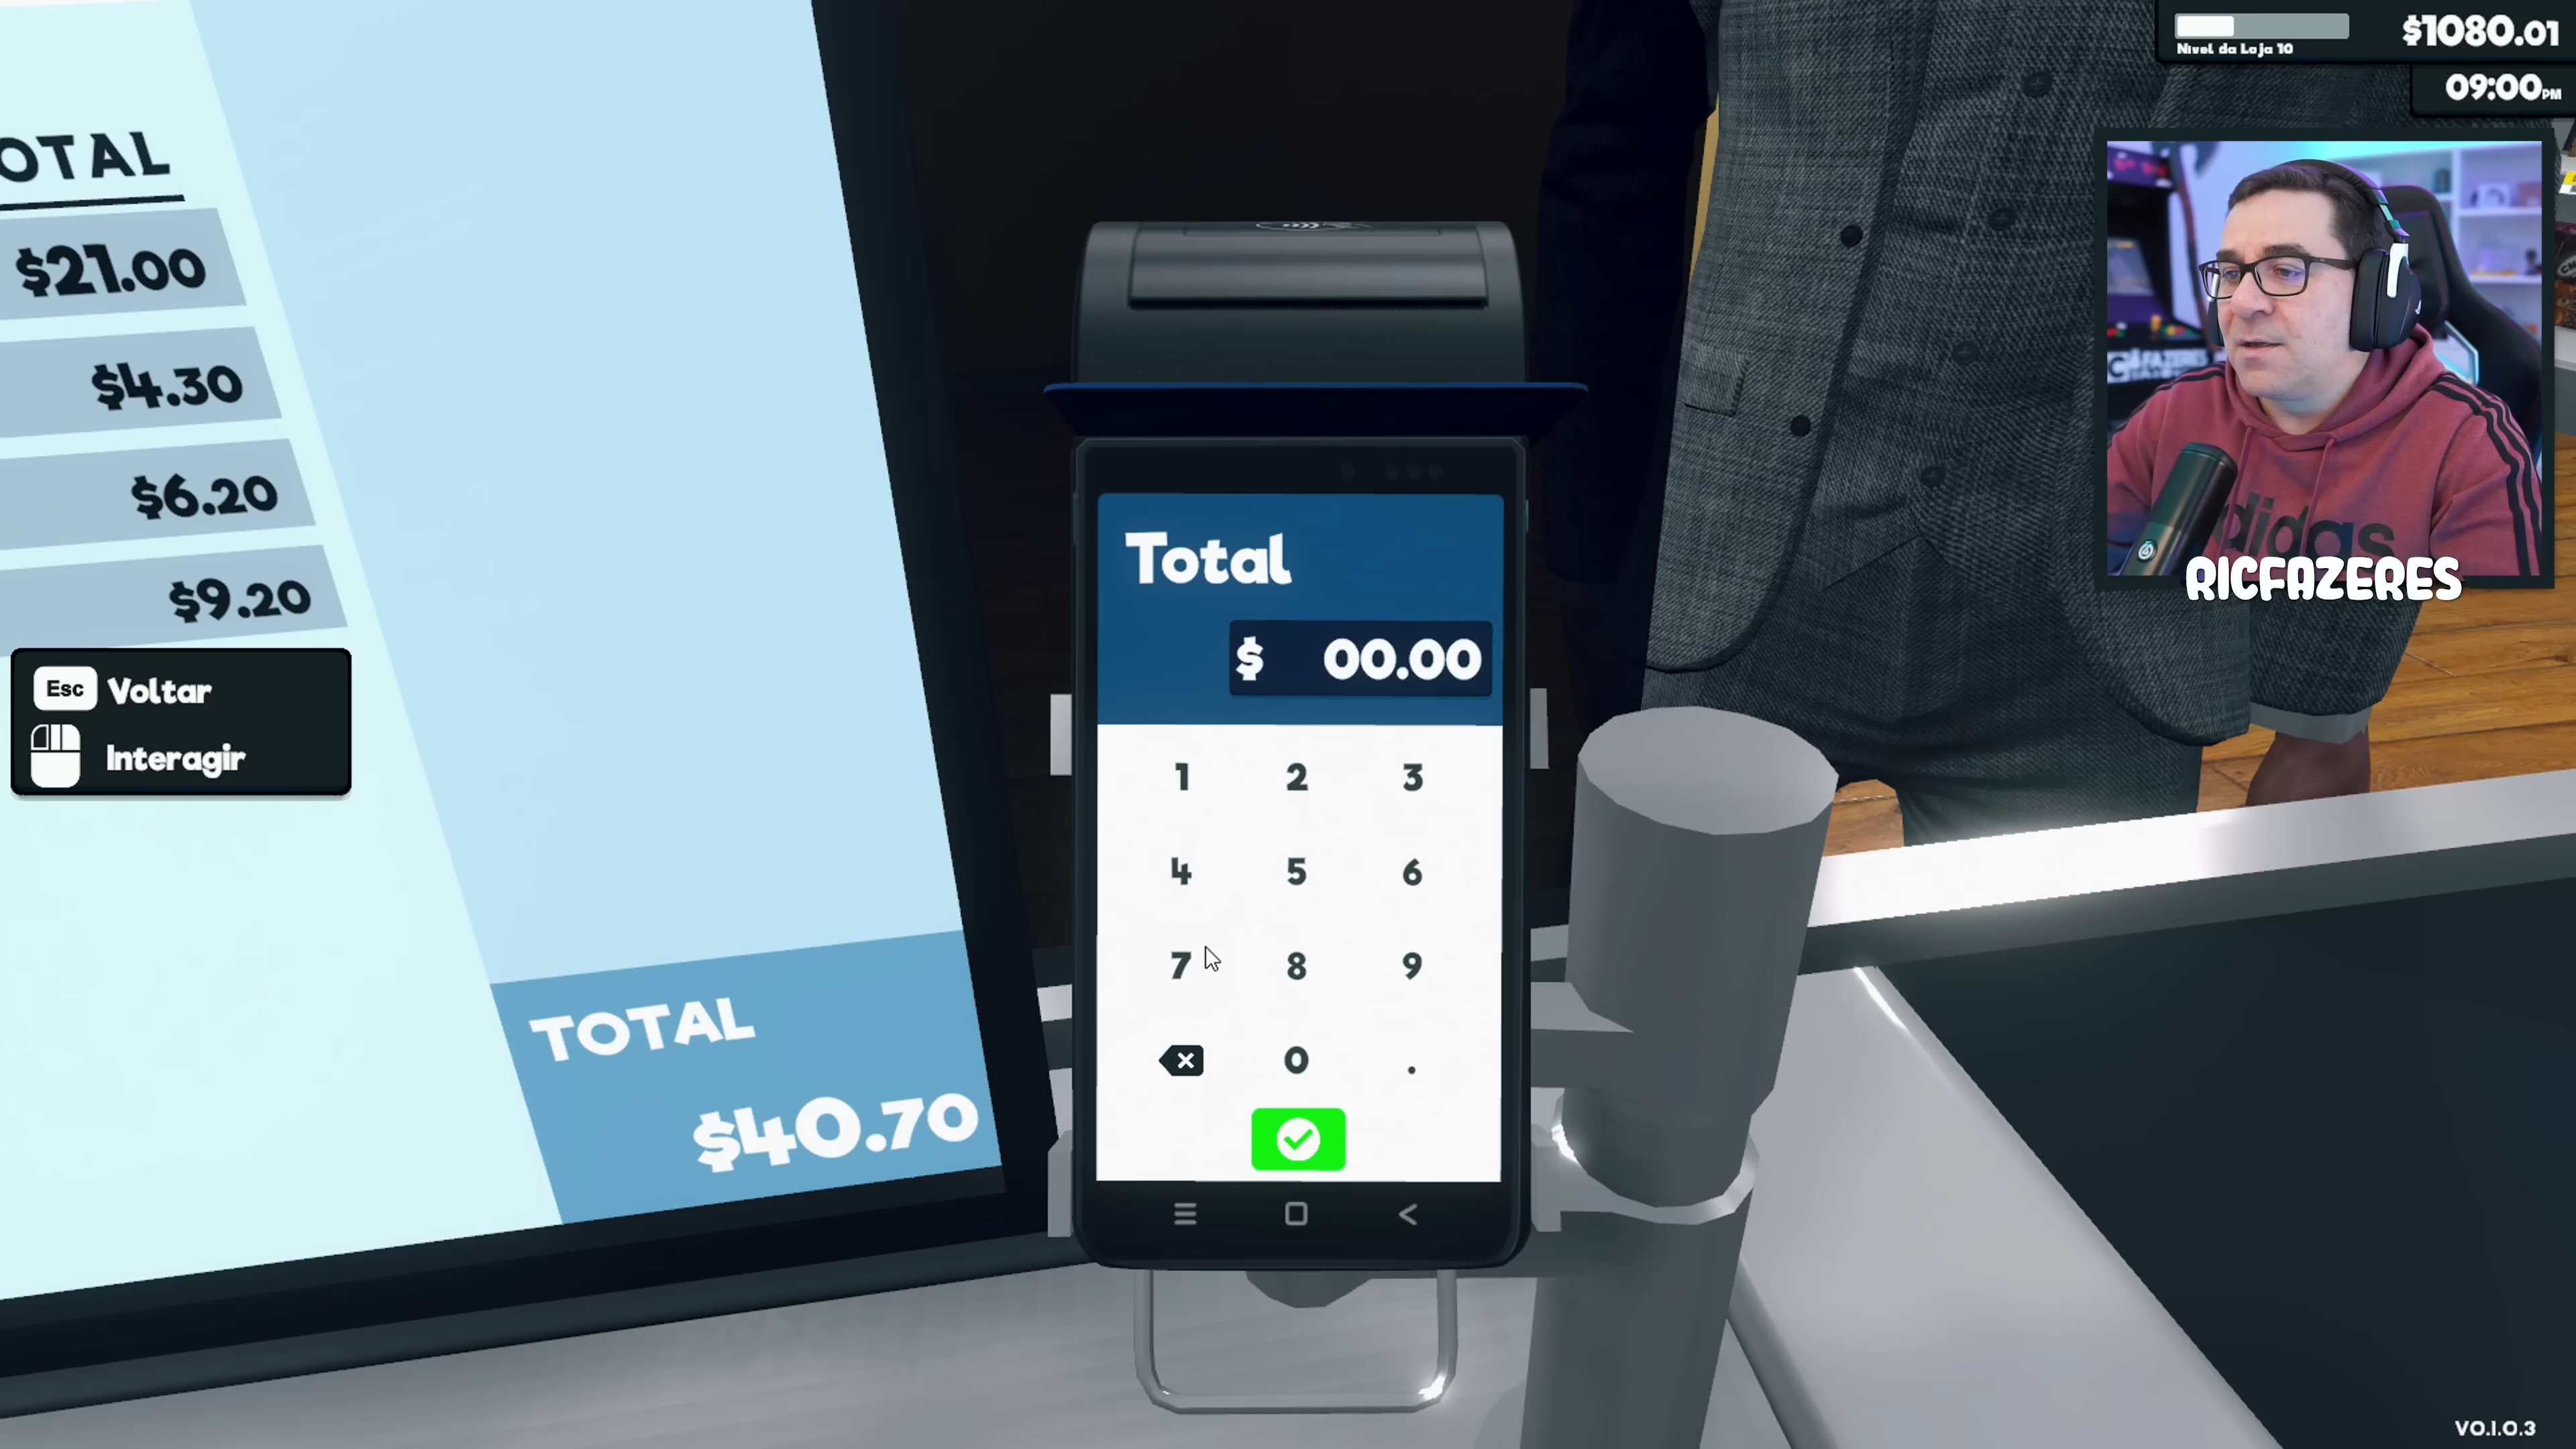 OTAL
$21.00
$4.30
$6.20
$9.20
Esc Voltar
Interagir
TOTAL
$40.70
Total
$ 00.00
1 2 3
4 5 6
7 8 9
0 .
$1080.01
Nível da Loja 10
09:00PM
adidas
RICFAZERES
V0.1.0.3